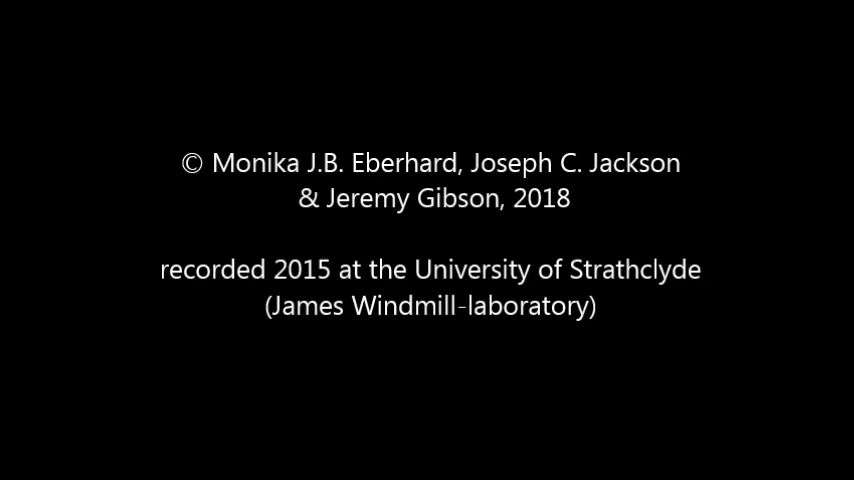 © Monika J.B. Eberhard, Joseph C. Jackson
& Jeremy Gibson, 2018
recorded 2015 at the University of Strathclyde
(James Windmill-laboratory)